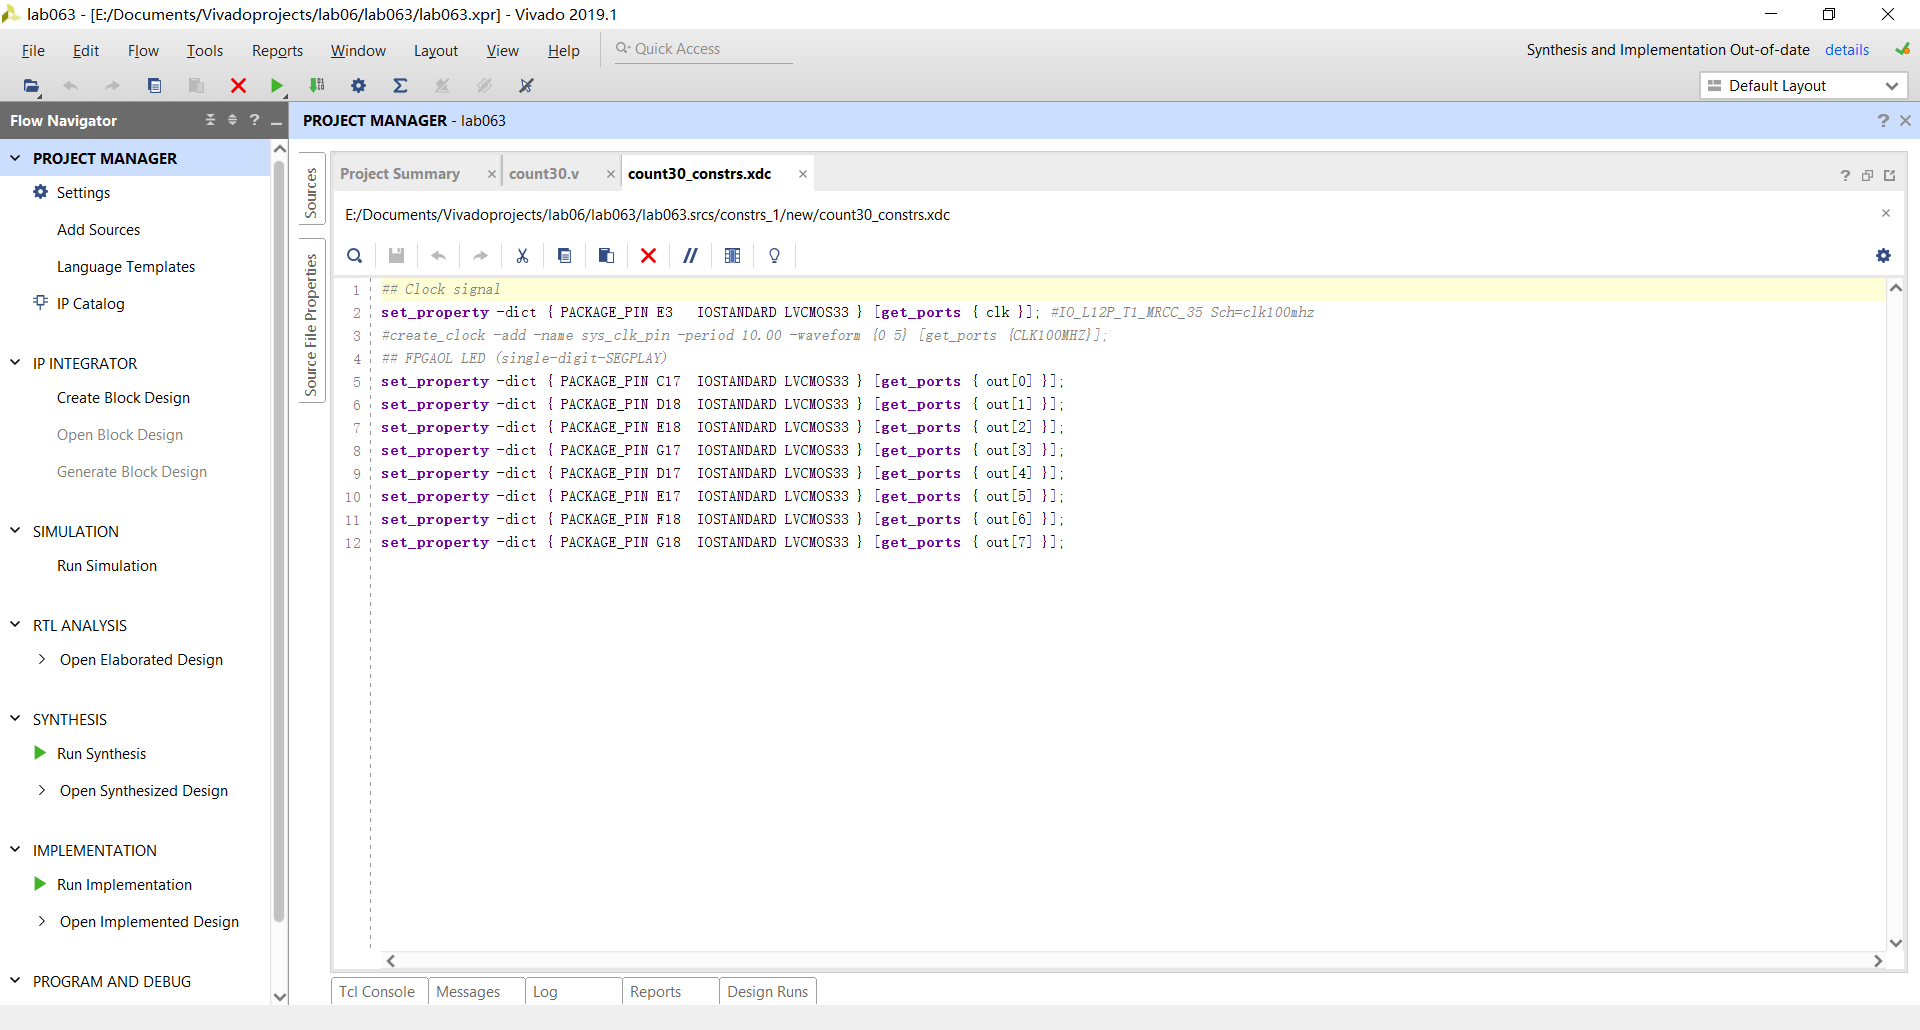 lab063 - [E:/Documents/Vivadoprojects/lab06/lab063/lab063.xpr] - Vivado 2019.1
File Edit Flow Tools Reports Window Layout View Help Quick Access
Synthesis and Implementation Out-of-date details
Default Layout
Flow Navigator
PROJECT MANAGER - lab063
PROJECT MANAGER
Settings
Add Sources
Language Templates
IP Catalog
IP INTEGRATOR
Create Block Design
Open Block Design
Generate Block Design
SIMULATION
Run Simulation
RTL ANALYSIS
Open Elaborated Design
SYNTHESIS
Run Synthesis
Open Synthesized Design
IMPLEMENTATION
Run Implementation
Open Implemented Design
PROGRAM AND DEBUG
Sources
Source File Properties
Project Summary count30.v count30_constrs.xdc
E:/Documents/Vivadoprojects/lab06/lab063/lab063.srcs/constrs_1/new/count30_constrs.xdc
1 ## Clock signal
2 set_property -dict { PACKAGE_PIN E3 IOSTANDARD LVCMOS33 } [get_ports { clk }]; #IO_L12P_T1_MRCC_35 Sch=clk100mhz
3 #create_clock -add -name sys_clk_pin -period 10.00 -waveform {0 5} [get_ports {CLK100MHZ}];
4 ## FPGAOL LED (single-digit-SEGPLAY)
5 set_property -dict { PACKAGE_PIN C17 IOSTANDARD LVCMOS33 } [get_ports { out[0] }];
6 set_property -dict { PACKAGE_PIN D18 IOSTANDARD LVCMOS33 } [get_ports { out[1] }];
7 set_property -dict { PACKAGE_PIN E18 IOSTANDARD LVCMOS33 } [get_ports { out[2] }];
8 set_property -dict { PACKAGE_PIN G17 IOSTANDARD LVCMOS33 } [get_ports { out[3] }];
9 set_property -dict { PACKAGE_PIN D17 IOSTANDARD LVCMOS33 } [get_ports { out[4] }];
10 set_property -dict { PACKAGE_PIN E17 IOSTANDARD LVCMOS33 } [get_ports { out[5] }];
11 set_property -dict { PACKAGE_PIN F18 IOSTANDARD LVCMOS33 } [get_ports { out[6] }];
12 set_property -dict { PACKAGE_PIN G18 IOSTANDARD LVCMOS33 } [get_ports { out[7] }];
Tcl Console Messages Log Reports Design Runs